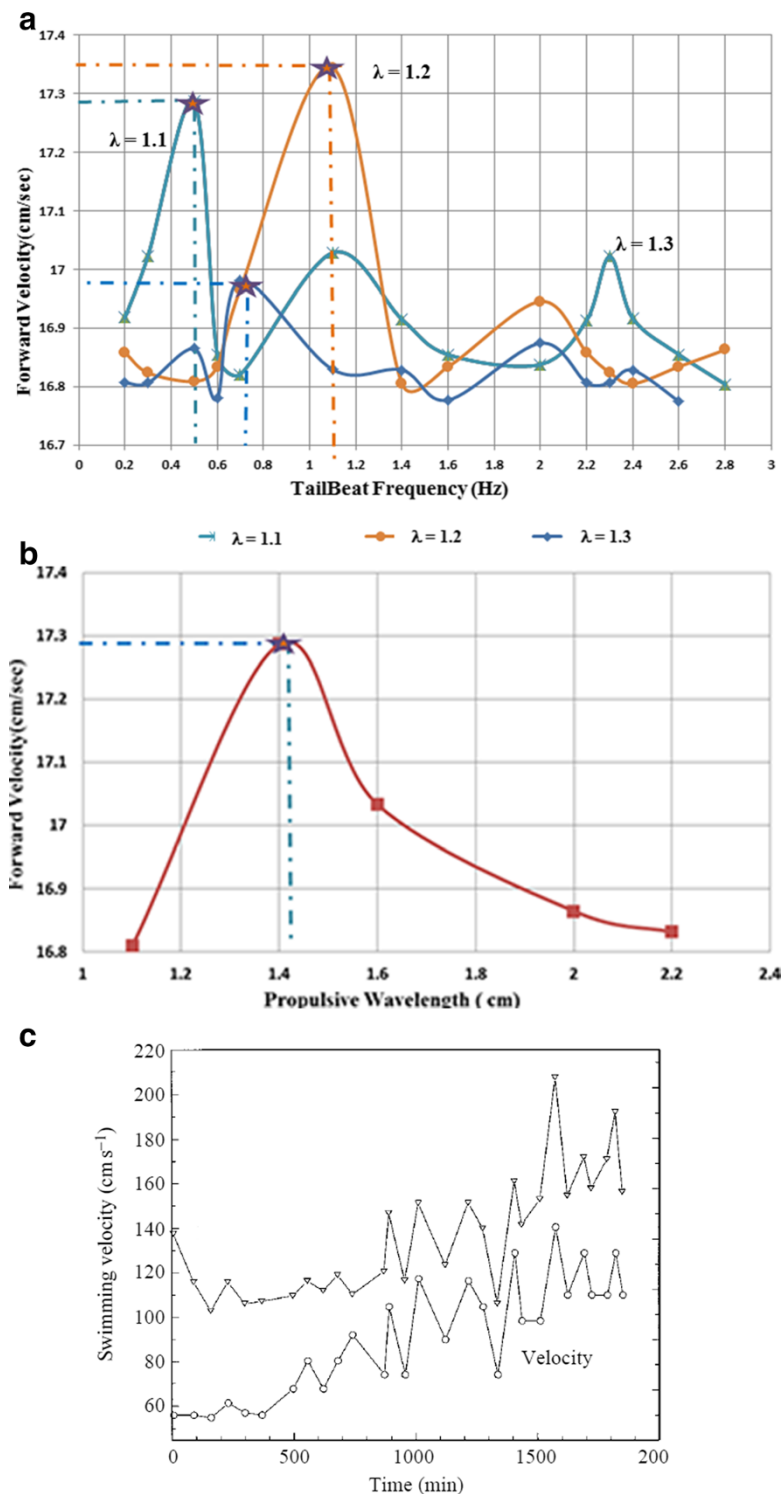 a
17.4
17.3
17.2
17.1
17
16.9
16.8
16.7
Forward Velocity(cm/sec)
λ = 1.1
λ = 1.2
λ = 1.3
0 0.2 0.4 0.6 0.8 1 1.2 1.4 1.6 1.8 2 2.2 2.4 2.6 2.8 3
TailBeat Frequency (Hz)
λ = 1.1 λ = 1.2 λ = 1.3
b
17.4
17.3
17.2
17.1
17
16.9
16.8
Forward Velocity(cm/sec)
1 1.2 1.4 1.6 1.8 2 2.2 2.4
Propulsive Wavelength ( cm)
c
220
200
180
160
140
120
100
80
60
Swimming velocity (cm s⁻¹)
Velocity
0 500 1000 1500 200
Time (min)